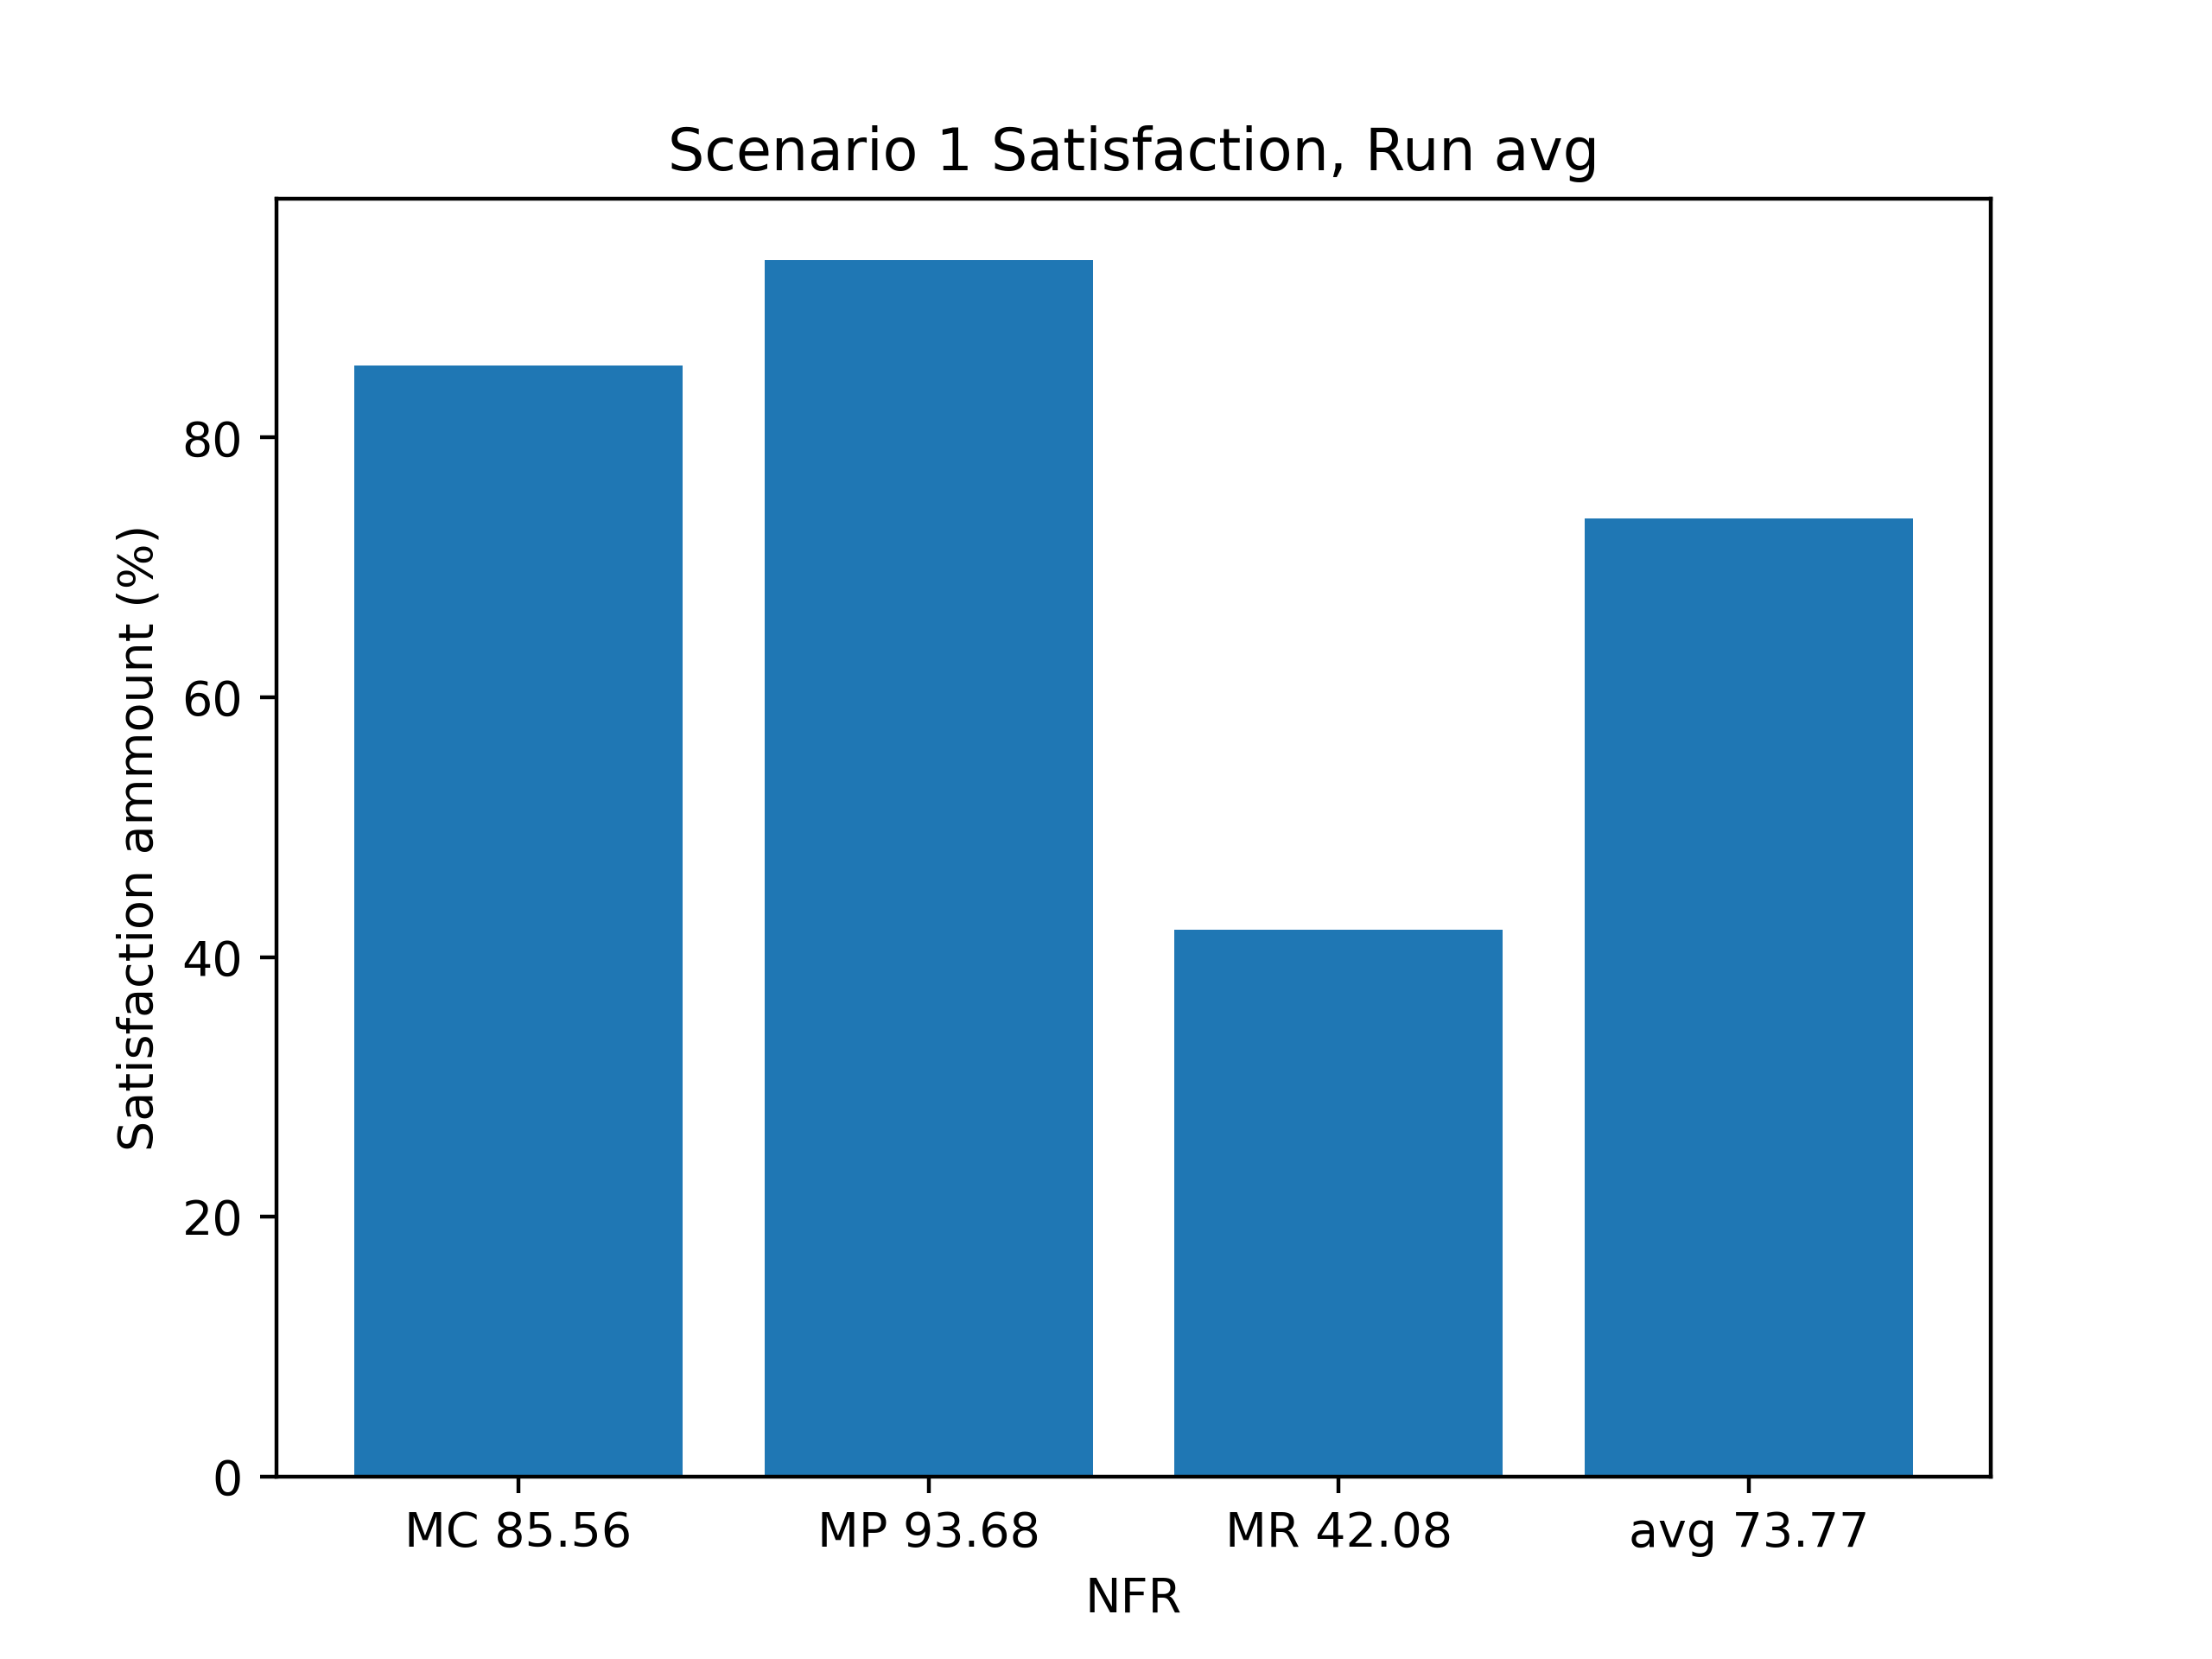 Scenario 1 Satisfaction, Run avg
Satisfaction ammount (%)
80
60
40
20
0
MC 85.56
MP 93.68
MR 42.08
avg 73.77
NFR